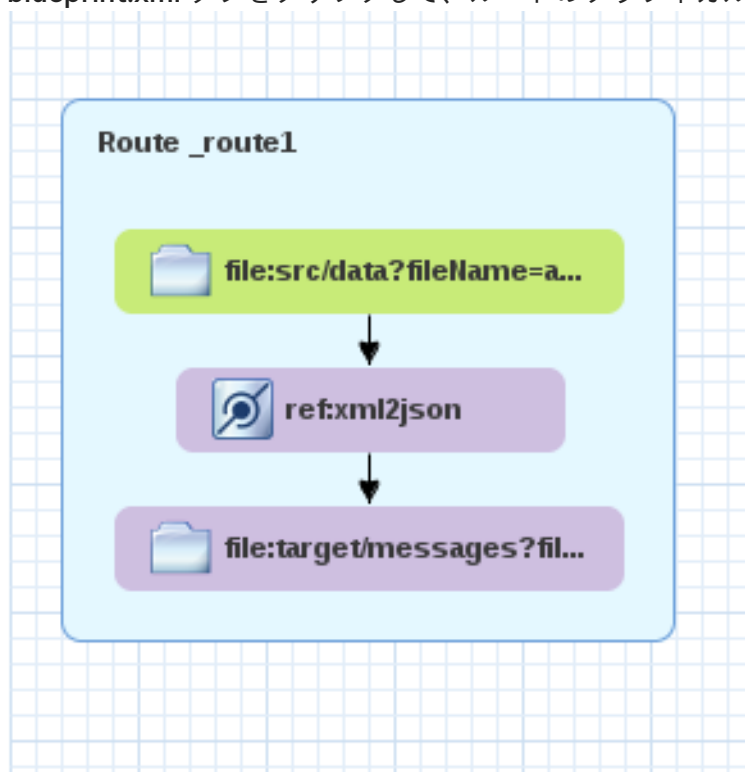 Route _route1
file:src/data?fileName=a...
ref:xml2json
file:target/messages?fil...